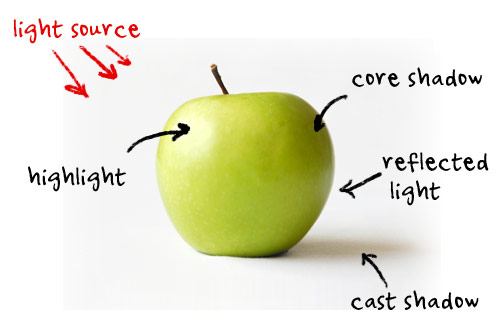 light source
core shadow
highlight
reflected
light
cast shadow